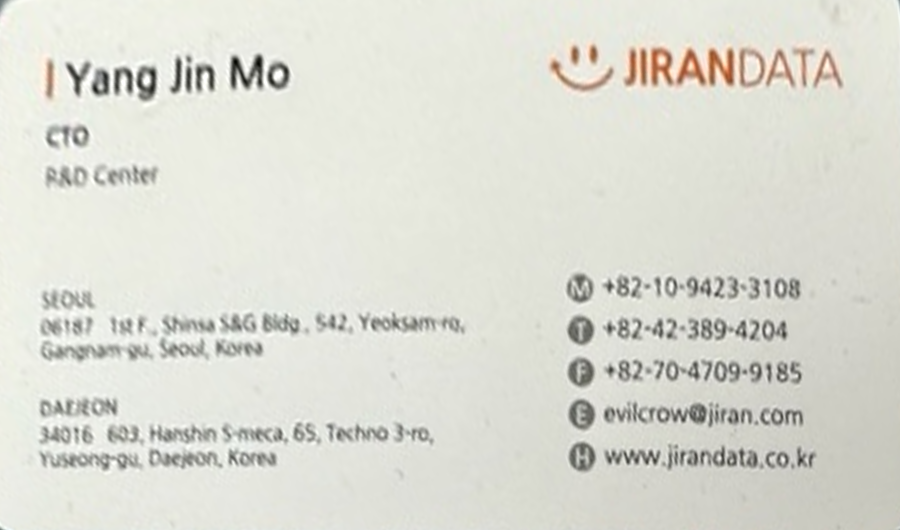 Yang Jin Mo
JIRANDATA
CTO
R&D Center
SEOUL
06187 1st F., Shinsa S&G Bldg., 542, Yeoksam-ro,
Gangnam-gu, Seoul, Korea
DAEJEON
34016 603, Hanshin S-meca, 65, Techno 3-ro,
Yuseong-gu, Daejeon, Korea
M +82-10-9423-3108
T +82-42-389-4204
F +82-70-4709-9185
E evilcrow@jiran.com
H www.jirandata.co.kr